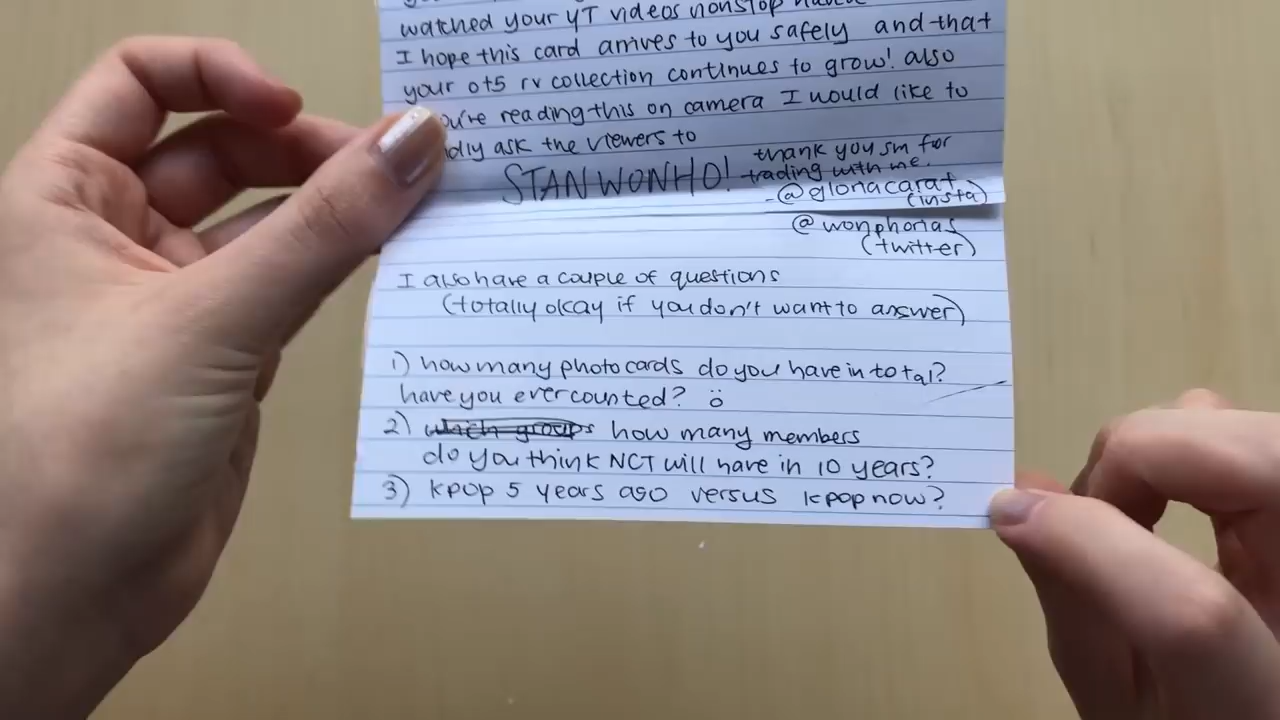 watched your YT videos nonstop
I hope this card arrives to you safely and that
your ot5 rv collection continues to grow! also
ou're reading this on camera I would like to
dly ask the viewers to
STAN WONHO! thank you sm for
trading with me.
-@glonacarat
(insta)
@wonphorias
(twitter)
I also have a couple of questions
(totally okay if you don't want to answer)
1) how many photocards do you have in total?
have you ever counted? ö
2) which groups how many members
do you think NCT will have in 10 years?
3) kpop 5 years ago versus kpop now?